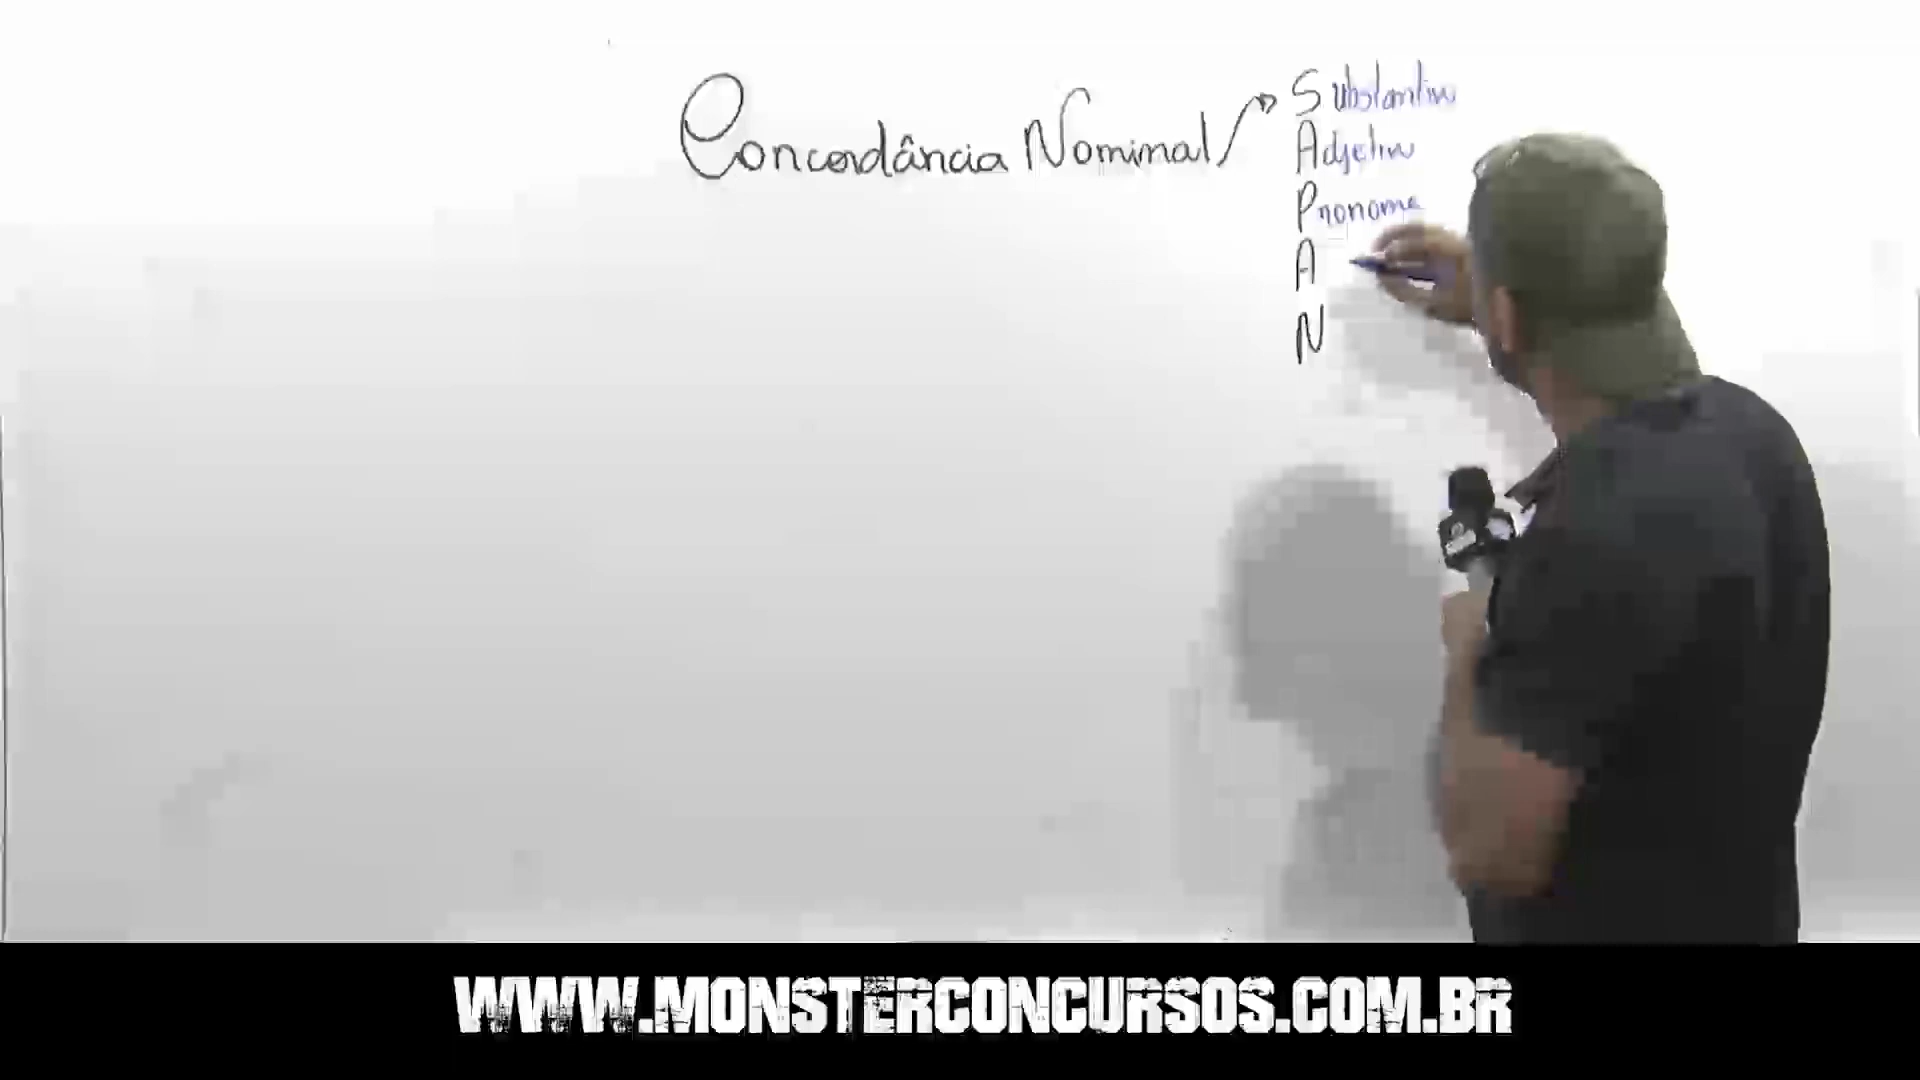 Concordância Nominal
Substantivo
Adjetivo
Pronome
A
N
WWW.MONSTERCONCURSOS.COM.BR